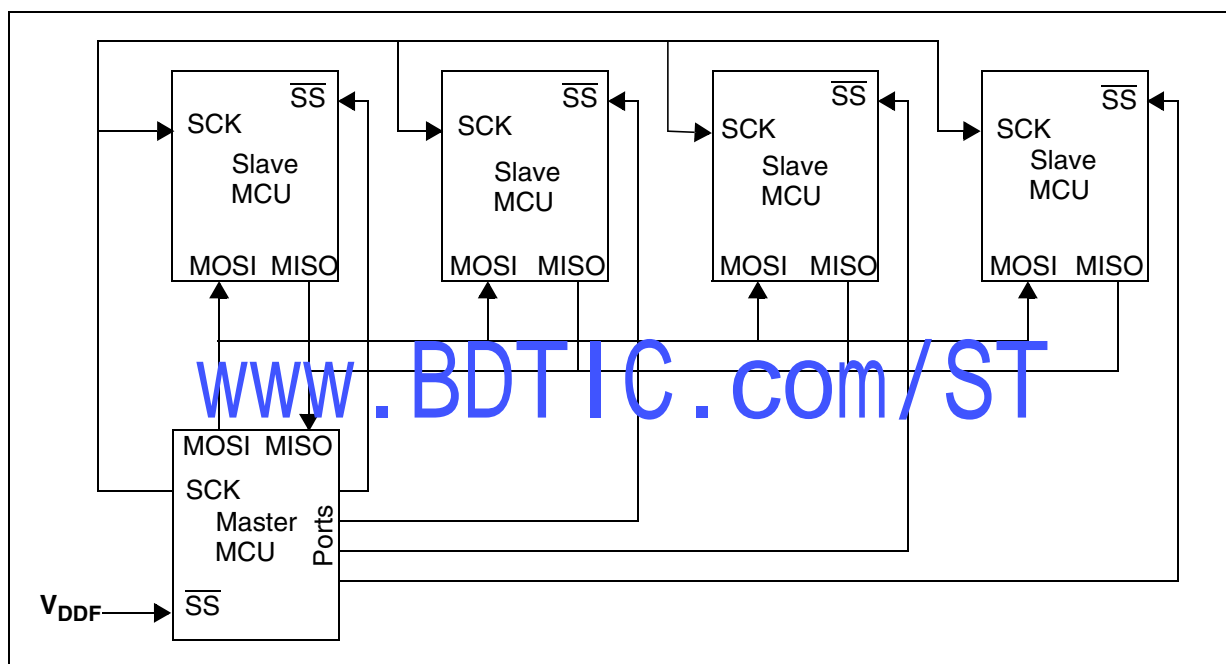 SS
SCK
Slave
MCU
MOSI MISO
SS
SCK
Slave
MCU
MOSI MISO
SS
SCK
Slave
MCU
MOSI MISO
SS
SCK
Slave
MCU
MOSI MISO
www.BDTIC.com/ST
MOSI MISO
SCK
Master
MCU
Ports
SS
VDDF